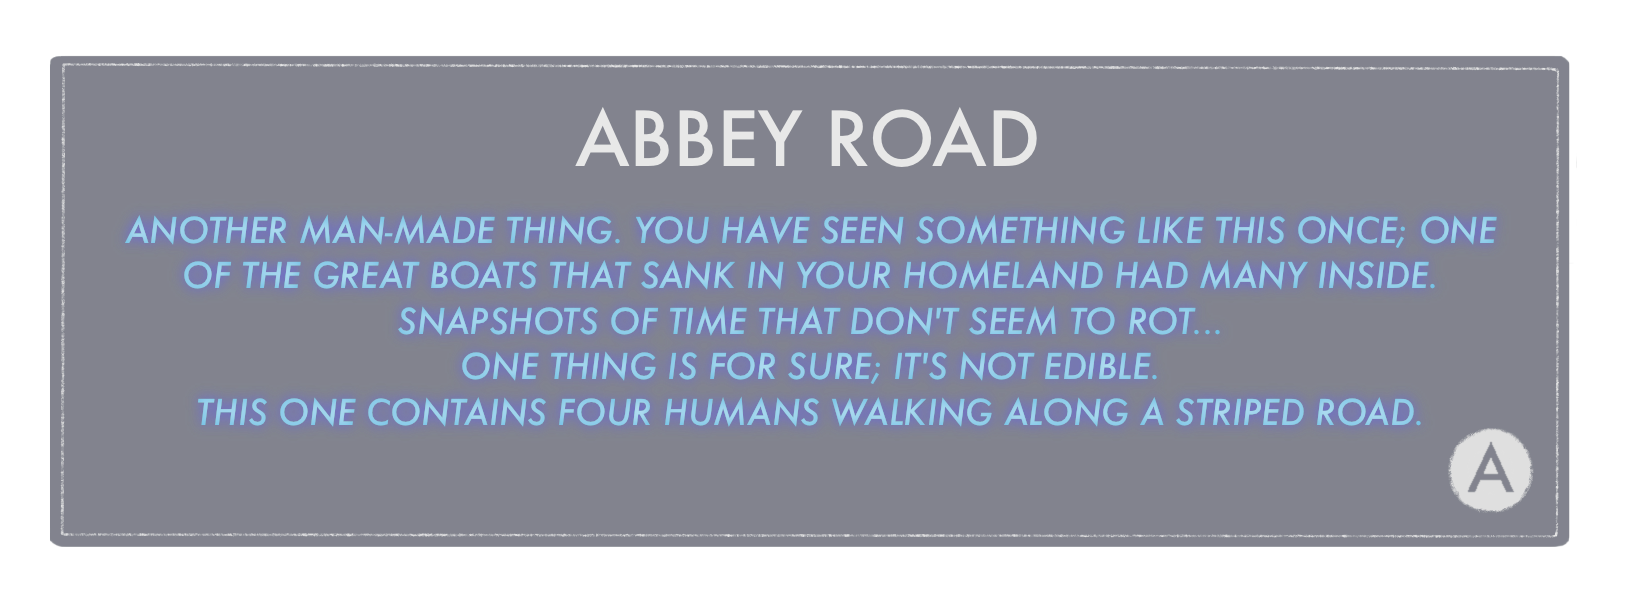 ABBEY ROAD
ANOTHER MAN-MADE THING. YOU HAVE SEEN SOMETHING LIKE THIS ONCE; ONE
OF THE GREAT BOATS THAT SANK IN YOUR HOMELAND HAD MANY INSIDE.
SNAPSHOTS OF TIME THAT DON'T SEEM TO ROT...
ONE THING IS FOR SURE; IT'S NOT EDIBLE.
THIS ONE CONTAINS FOUR HUMANS WALKING ALONG A STRIPED ROAD.
A